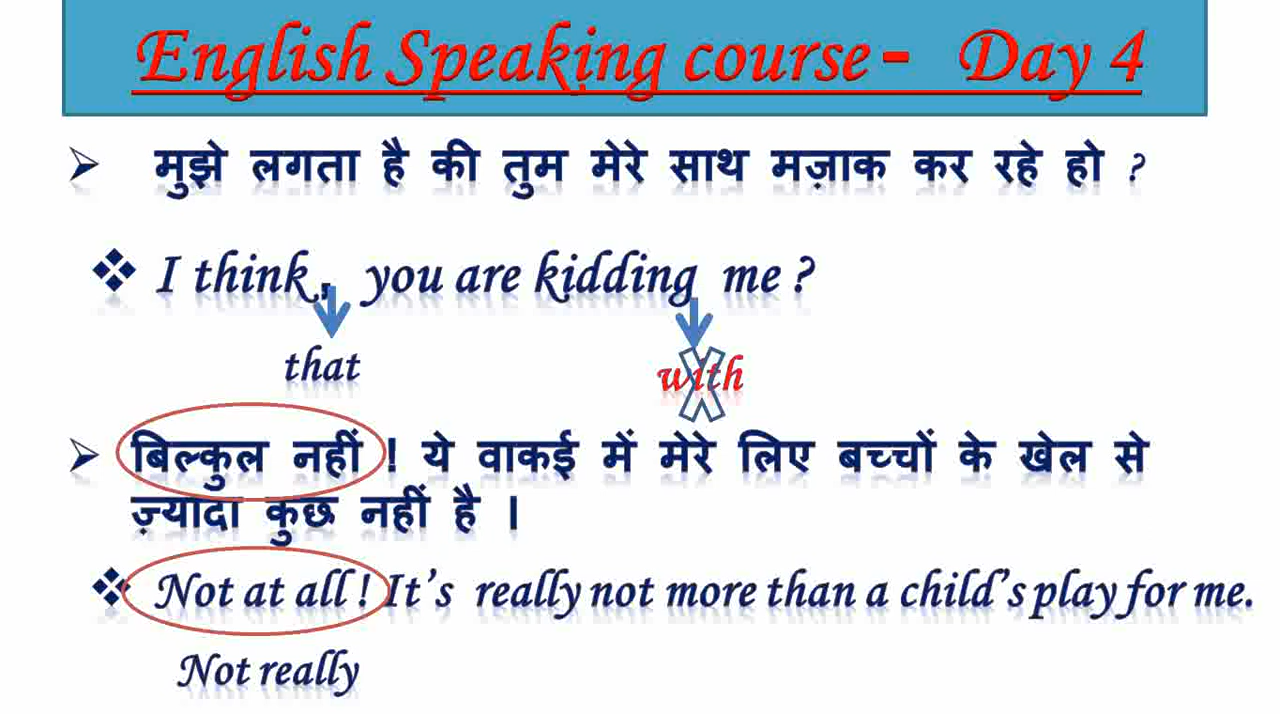 English Speaking course - Day 4
मुझे लगता है की तुम मेरे साथ मज़ाक कर रहे हो ?
I think, you are kidding me ?
that
with
बिल्कुल नहीं ! ये वाकई में मेरे लिए बच्चों के खेल से
ज़्यादा कुछ नहीं है ।
Not at all ! It's really not more than a child's play for me.
Not really